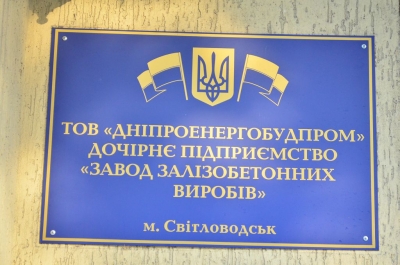 ТОВ «ДНІПРОЕНЕРГОБУДПРОМ»
ДОЧІРНЄ ПІДПРИЄМСТВО
«ЗАВОД ЗАЛІЗОБЕТОННИХ
ВИРОБІВ»
м. Світловодськ